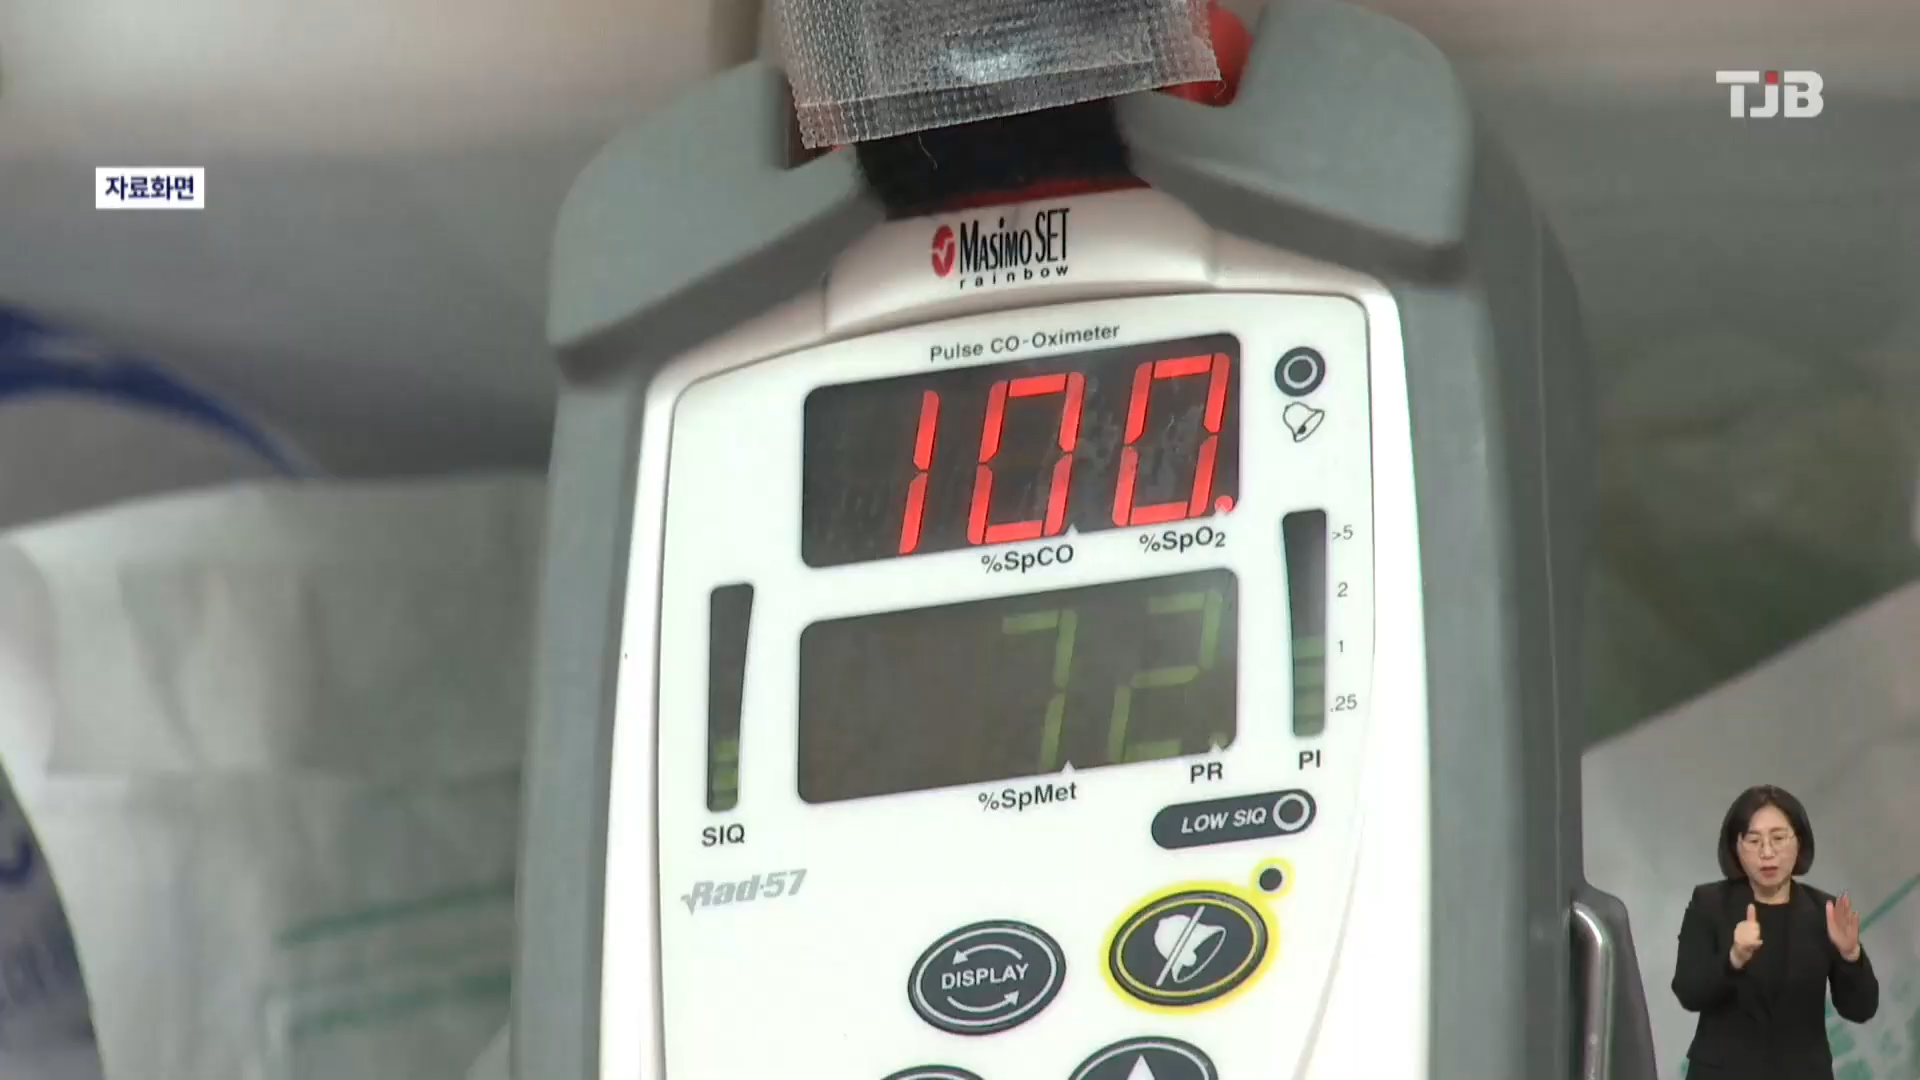 TJB
자료화면
MASIMO SET
rainbow
Pulse CO-Oximeter
100.
%SpCO
%SpO2
>5
2
1
.25
72.
%SpMet
PR
PI
SIQ
LOW SIQ
Rad-57
DISPLAY